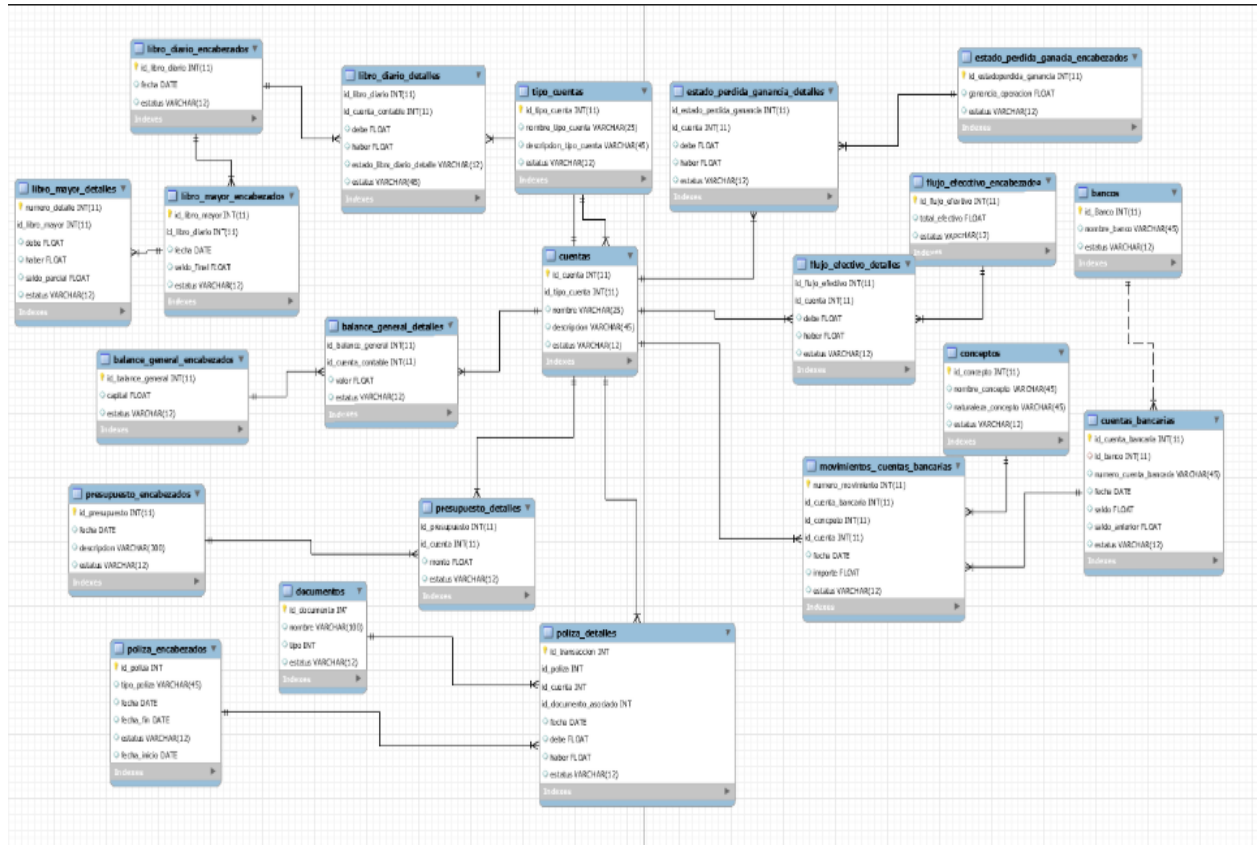 libro_diario_encabezados
id_libro_diario INT(11)
fecha DATE
estatus VARCHAR(12)
Indexes
libro_diario_detalles
id_libro_diario INT(11)
id_cuenta_contable INT(11)
debe FLOAT
haber FLOAT
estado_libro_diario_detalle VARCHAR(12)
estatus VARCHAR(45)
Indexes
tipo_cuentas
id_tipo_cuenta INT(11)
nombre_tipo_cuenta VARCHAR(25)
descripcion_tipo_cuenta VARCHAR(45)
estatus VARCHAR(12)
Indexes
estado_perdida_ganancia_detalles
id_estado_perdida_ganancia INT(11)
id_cuenta INT(11)
debe FLOAT
haber FLOAT
estatus VARCHAR(12)
Indexes
estado_perdida_ganacia_encabezados
id_estadoperdida_ganancia INT(11)
ganancia_operacion FLOAT
estatus VARCHAR(12)
Indexes
libro_mayor_detalles
numero_detalle INT(11)
id_libro_mayor INT(11)
debe FLOAT
haber FLOAT
saldo_parcial FLOAT
estatus VARCHAR(12)
Indexes
libro_mayor_encabezados
id_libro_mayor INT(11)
id_libro_diario INT(11)
fecha DATE
saldo_final FLOAT
estatus VARCHAR(12)
Indexes
flujo_efecctivo_encabezados
id_flujo_efectivo INT(11)
total_efectivo FLOAT
estatus VARCHAR(12)
Indexes
bancos
id_Banco INT(11)
nombre_banco VARCHAR(45)
estatus VARCHAR(12)
Indexes
cuentas
id_cuenta INT(11)
id_tipo_cuenta INT(11)
nombre VARCHAR(25)
descripcion VARCHAR(45)
estatus VARCHAR(12)
Indexes
flujo_efectivo_detalles
id_flujo_efectivo INT(11)
id_cuenta INT(11)
debe FLOAT
haber FLOAT
estatus VARCHAR(12)
Indexes
balance_general_encabezados
id_balance_general INT(11)
capital FLOAT
estatus VARCHAR(12)
Indexes
balance_general_detalles
id_balance_general INT(11)
id_cuenta_contable INT(11)
valor FLOAT
estatus VARCHAR(12)
Indexes
conceptos
id_concepto INT(11)
nombre_concepto VARCHAR(45)
naturaleza_concepto VARCHAR(45)
estatus VARCHAR(12)
Indexes
cuentas_bancarias
id_cuenta_bancaria INT(11)
id_banco INT(11)
numero_cuenta_bancaria VARCHAR(45)
fecha DATE
saldo FLOAT
saldo_anterior FLOAT
estatus VARCHAR(12)
Indexes
movimientos_cuentas_bancarias
numero_movimiento INT(11)
id_cuenta_bancaria INT(11)
id_concepto INT(11)
id_cuenta INT(11)
fecha DATE
importe FLOAT
estatus VARCHAR(12)
Indexes
presupuesto_encabezados
id_presupuesto INT(11)
fecha DATE
descripcion VARCHAR(300)
estatus VARCHAR(12)
Indexes
presupuesto_detalles
id_presupuesto INT(11)
id_cuenta INT(11)
monto FLOAT
estatus VARCHAR(12)
Indexes
documentos
id_documento INT
nombre VARCHAR(100)
tipo INT
estatus VARCHAR(12)
Indexes
poliza_encabezados
id_poliza INT
tipo_poliza VARCHAR(45)
fecha DATE
fecha_fin DATE
estatus VARCHAR(12)
fecha_inicio DATE
Indexes
poliza_detalles
id_transaccion INT
id_poliza INT
id_cuenta INT
id_documento_asociado INT
fecha DATE
debe FLOAT
haber FLOAT
estatus VARCHAR(12)
Indexes